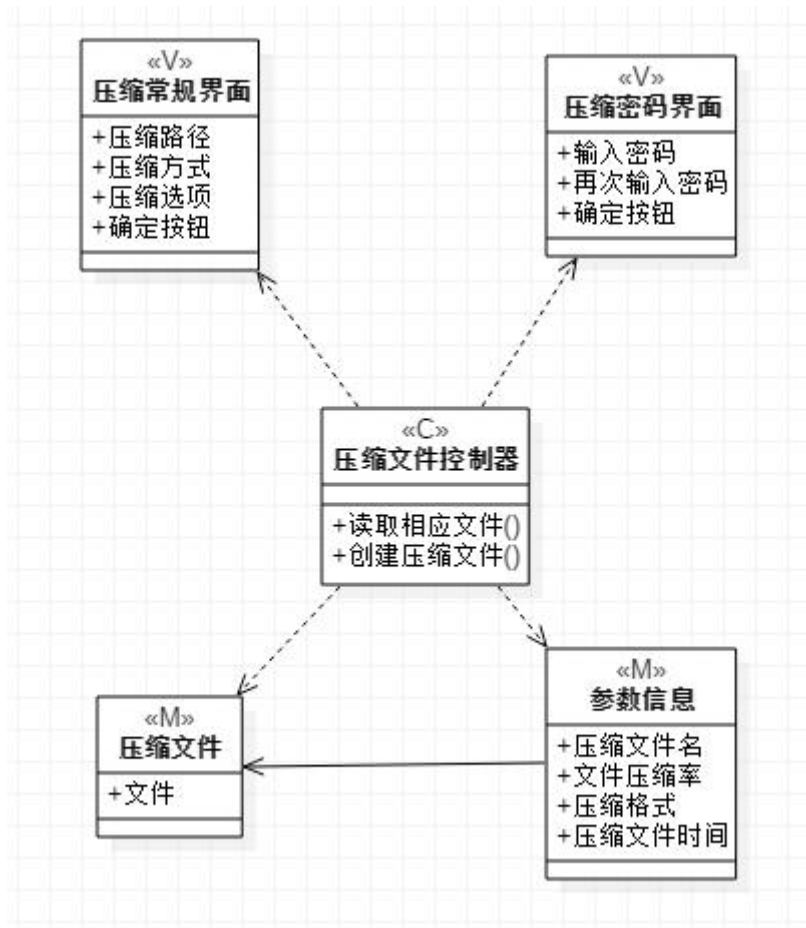 «V»
压缩常规界面
+压缩路径
+压缩方式
+压缩选项
+确定按钮
«V»
压缩密码界面
+输入密码
+再次输入密码
+确定按钮
«C»
压缩文件控制器
+读取相应文件()
+创建压缩文件()
«M»
压缩文件
+文件
«M»
参数信息
+压缩文件名
+文件压缩率
+压缩格式
+压缩文件时间